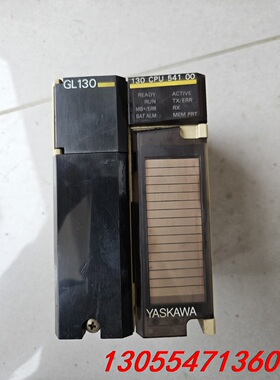 GL130
130 CPU 541 00
READY ACTIVE
RUN TX/ERR
MB+/ERR RX
BAT ALM MEM PRT
YASKAWA
13055471360